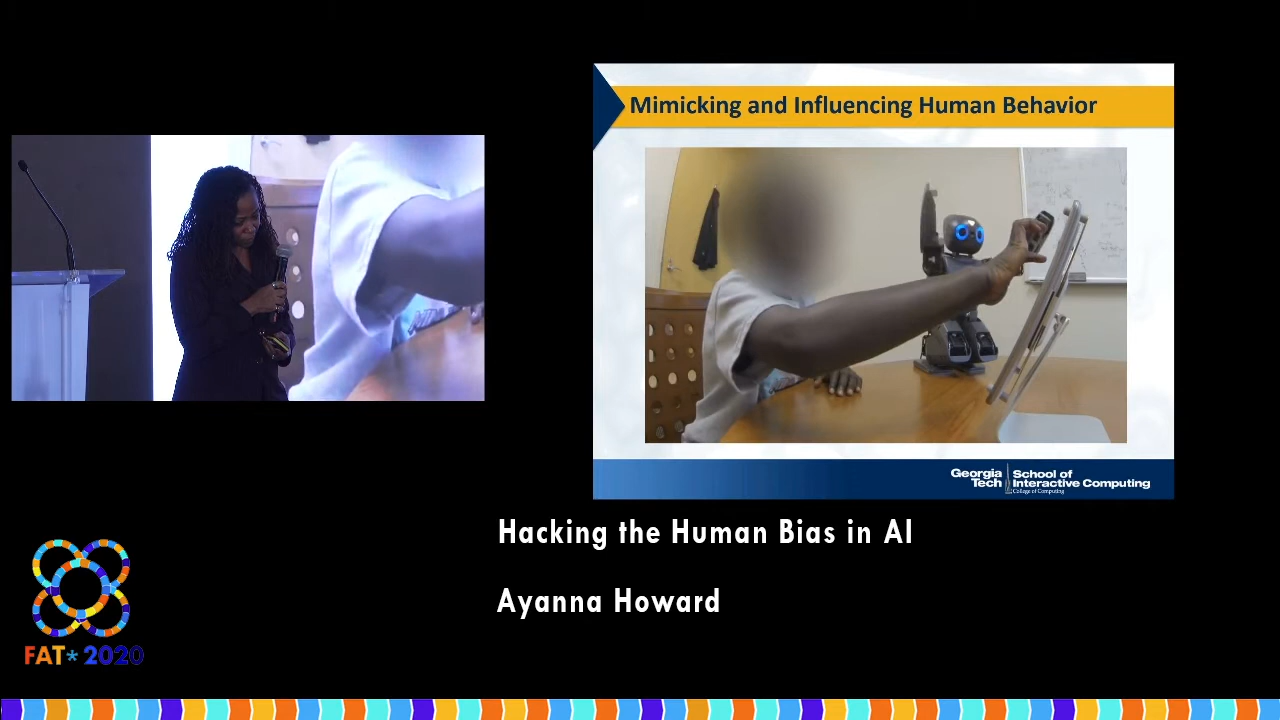 Mimicking and Influencing Human Behavior
Georgia
Tech
School of
Interactive Computing
College of Computing
Hacking the Human Bias in AI
Ayanna Howard
FAT* 2020